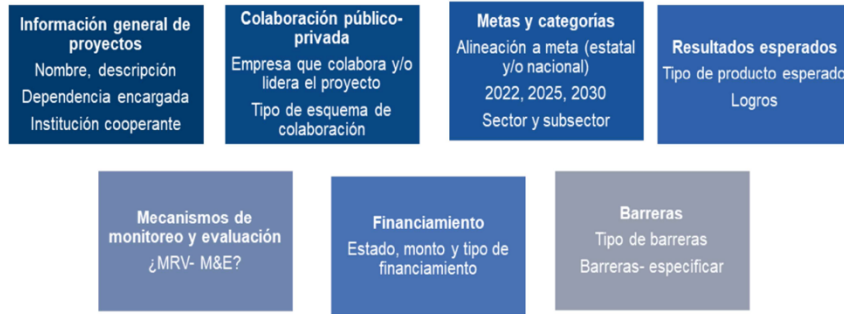 Información general de
proyectos
Nombre, descripción
Dependencia encargada
Institución cooperante
Colaboración público-
privada
Empresa que colabora y/o
lidera el proyecto
Tipo de esquema de
colaboración
Metas y categorías
Alineación a meta (estatal
y/o nacional)
2022, 2025, 2030
Sector y subsector
Resultados esperados
Tipo de producto esperado
Logros
Mecanismos de
monitoreo y evaluación
¿MRV- M&E?
Financiamiento
Estado, monto y tipo de
financiamiento
Barreras
Tipo de barreras
Barreras- especificar